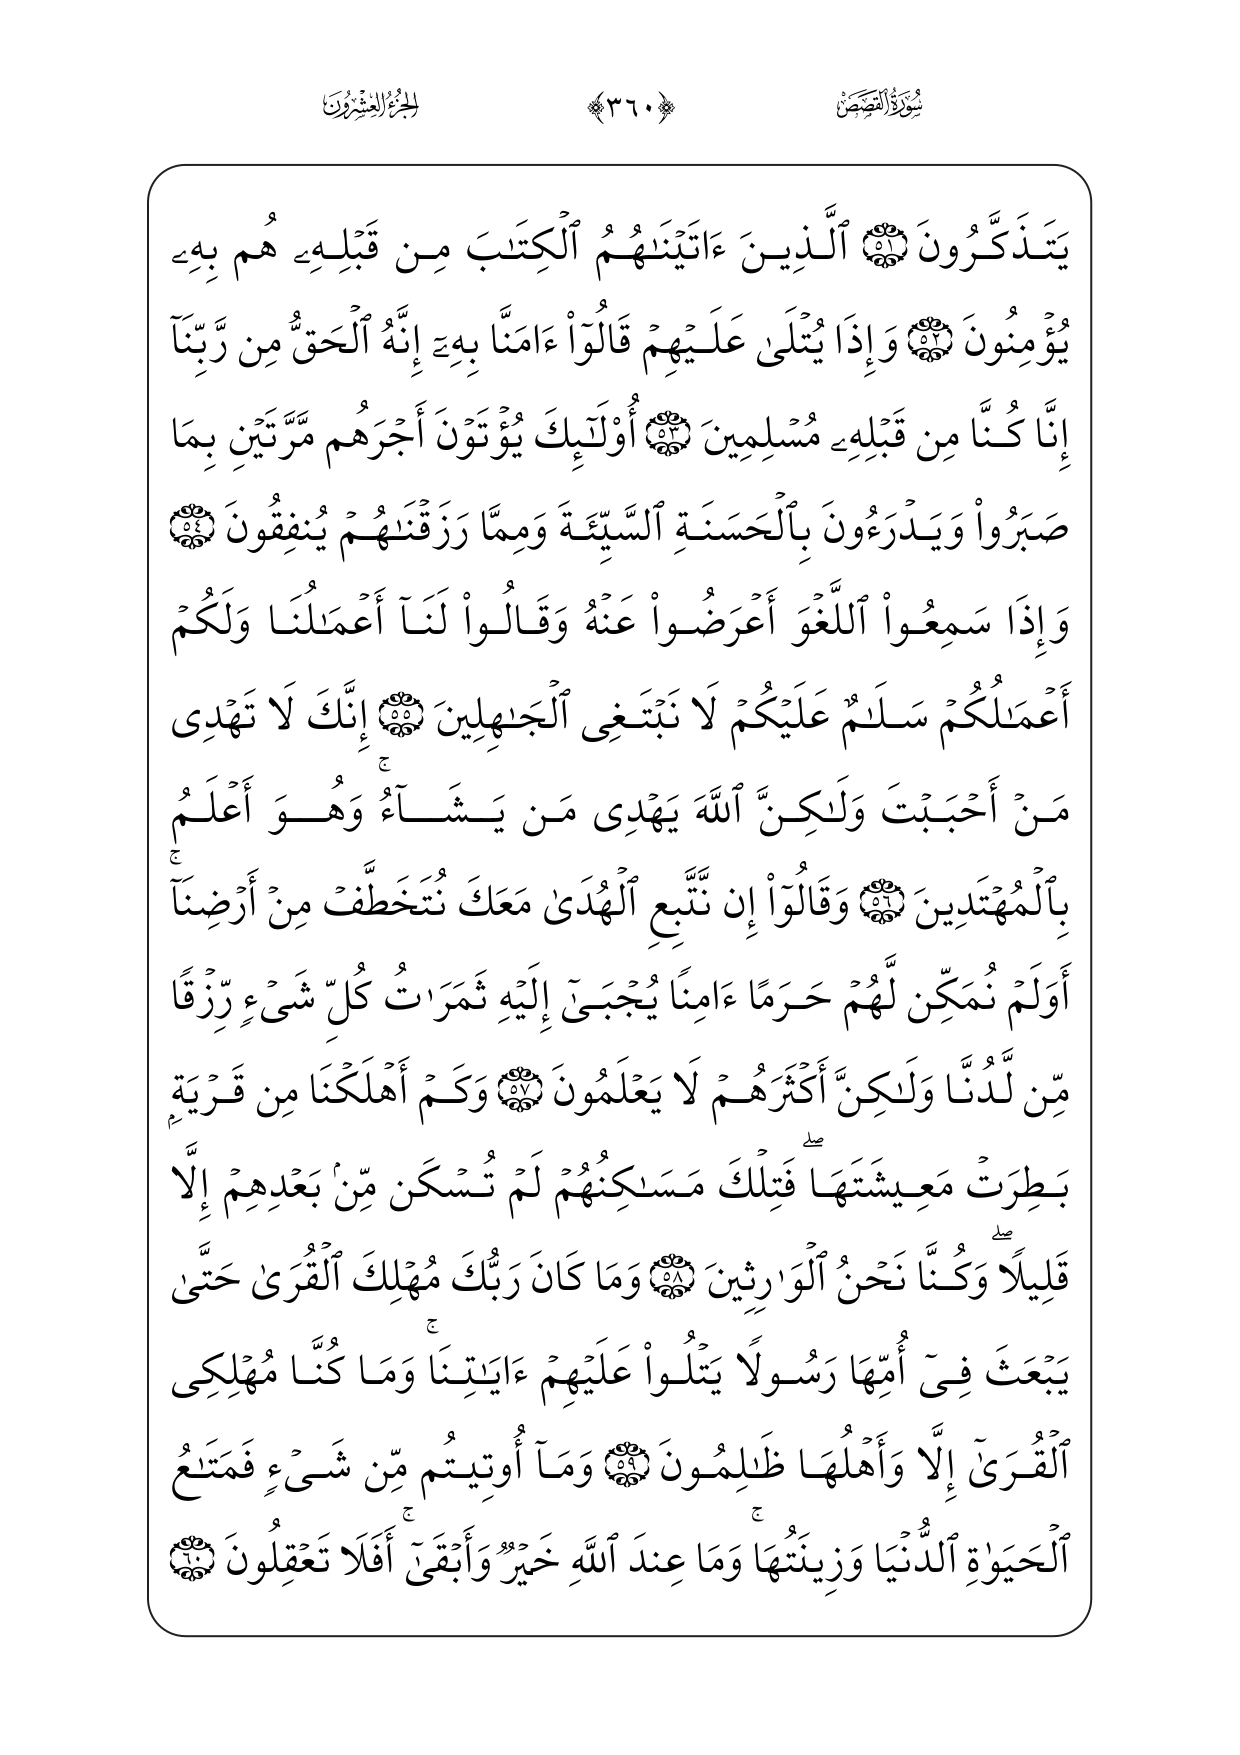 سُورَةُ القَصَصِ ﴿٣٦٠﴾ الجُزْءُ العِشْرُونَ
يَتَذَكَّرُونَ ٥١ ٱلَّذِينَ ءَاتَيْنَٰهُمُ ٱلْكِتَٰبَ مِن قَبْلِهِۦ هُم بِهِۦ
يُؤْمِنُونَ ٥٢ وَإِذَا يُتْلَىٰ عَلَيْهِمْ قَالُوٓا۟ ءَامَنَّا بِهِۦٓ إِنَّهُ ٱلْحَقُّ مِن رَّبِّنَآ
إِنَّا كُنَّا مِن قَبْلِهِۦ مُسْلِمِينَ ٥٣ أُو۟لَٰٓئِكَ يُؤْتَوْنَ أَجْرَهُم مَّرَّتَيْنِ بِمَا
صَبَرُوا۟ وَيَدْرَءُونَ بِٱلْحَسَنَةِ ٱلسَّيِّئَةَ وَمِمَّا رَزَقْنَٰهُمْ يُنفِقُونَ ٥٤
وَإِذَا سَمِعُوا۟ ٱللَّغْوَ أَعْرَضُوا۟ عَنْهُ وَقَالُوا۟ لَنَآ أَعْمَٰلُنَا وَلَكُمْ
أَعْمَٰلُكُمْ سَلَٰمٌ عَلَيْكُمْ لَا نَبْتَغِى ٱلْجَٰهِلِينَ ٥٥ إِنَّكَ لَا تَهْدِى
مَنْ أَحْبَبْتَ وَلَٰكِنَّ ٱللَّهَ يَهْدِى مَن يَشَآءُ ۚ وَهُوَ أَعْلَمُ
بِٱلْمُهْتَدِينَ ٥٦ وَقَالُوٓا۟ إِن نَّتَّبِعِ ٱلْهُدَىٰ مَعَكَ نُتَخَطَّفْ مِنْ أَرْضِنَآ ۚ
أَوَلَمْ نُمَكِّن لَّهُمْ حَرَمًا ءَامِنًا يُجْبَىٰٓ إِلَيْهِ ثَمَرَٰتُ كُلِّ شَىْءٍ رِّزْقًا
مِّن لَّدُنَّا وَلَٰكِنَّ أَكْثَرَهُمْ لَا يَعْلَمُونَ ٥٧ وَكَمْ أَهْلَكْنَا مِن قَرْيَةٍۭ
بَطِرَتْ مَعِيشَتَهَا ۖ فَتِلْكَ مَسَٰكِنُهُمْ لَمْ تُسْكَن مِّنۢ بَعْدِهِمْ إِلَّا
قَلِيلًا ۖ وَكُنَّا نَحْنُ ٱلْوَٰرِثِينَ ٥٨ وَمَا كَانَ رَبُّكَ مُهْلِكَ ٱلْقُرَىٰ حَتَّىٰ
يَبْعَثَ فِىٓ أُمِّهَا رَسُولًا يَتْلُوا۟ عَلَيْهِمْ ءَايَٰتِنَا ۚ وَمَا كُنَّا مُهْلِكِى
ٱلْقُرَىٰٓ إِلَّا وَأَهْلُهَا ظَٰلِمُونَ ٥٩ وَمَآ أُوتِيتُم مِّن شَىْءٍ فَمَتَٰعُ
ٱلْحَيَوٰةِ ٱلدُّنْيَا وَزِينَتُهَا ۚ وَمَا عِندَ ٱللَّهِ خَيْرٌ وَأَبْقَىٰٓ ۚ أَفَلَا تَعْقِلُونَ ٦٠